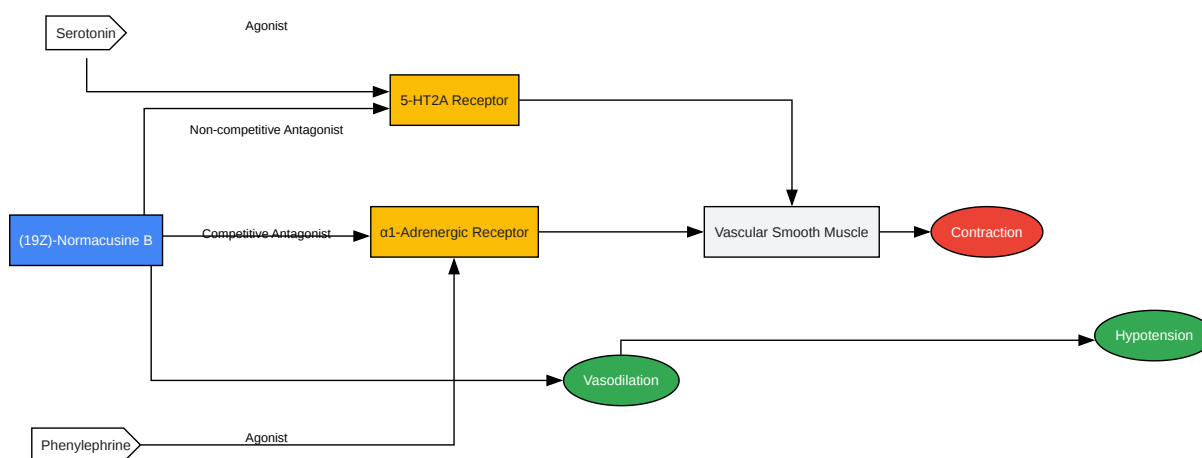 Agonist
Serotonin
5-HT2A Receptor
Non-competitive Antagonist
(19Z)-Normacusine B
Competitive Antagonist
α1-Adrenergic Receptor
Vascular Smooth Muscle
Contraction
Hypotension
Vasodilation
Agonist
Phenylephrine